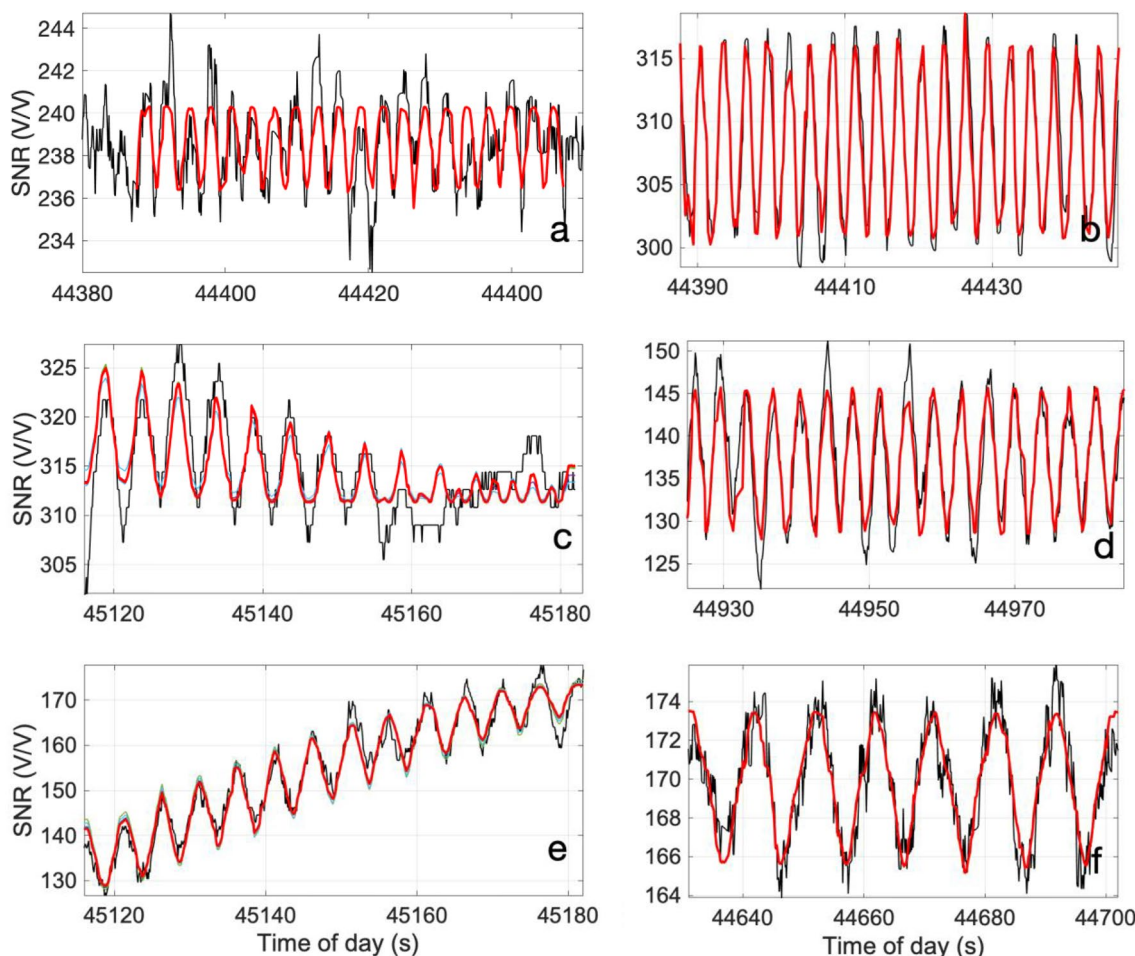 244
242
240
238
236
234
SNR (V/V)
a
44380 44400 44420 44400
315
310
305
300
b
44390 44410 44430
325
320
315
310
305
SNR (V/V)
c
45120 45140 45160 45180
150
145
140
135
130
125
d
44930 44950 44970
170
160
150
140
130
SNR (V/V)
e
45120 45140 45160 45180
Time of day (s)
174
172
170
168
166
164
f
44640 44660 44680 44700
Time of day (s)